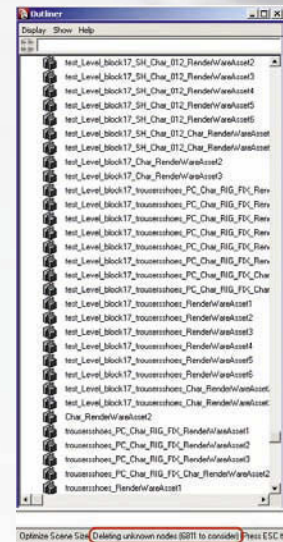 Outliner
Display Show Help
test_Level_block17_SH_Char_012_RenderWareAsset2
test_Level_block17_SH_Char_012_RenderWareAsset3
test_Level_block17_SH_Char_012_RenderWareAsset4
test_Level_block17_SH_Char_012_RenderWareAsset5
test_Level_block17_SH_Char_012_RenderWareAsset6
test_Level_block17_SH_Char_012_Char_RenderWareAsset
test_Level_block17_SH_Char_012_Char_RenderWareAsset
test_Level_block17_Char_RenderWareAsset2
test_Level_block17_Char_RenderWareAsset3
test_Level_block17_trousersshoes_PC_Char_RIG_FIX_Ren
test_Level_block17_trousersshoes_PC_Char_RIG_FIX_Ren
test_Level_block17_trousersshoes_PC_Char_RIG_FIX_Ren
test_Level_block17_trousersshoes_PC_Char_RIG_FIX_Ren
test_Level_block17_trousersshoes_PC_Char_RIG_FIX_Ren
test_Level_block17_trousersshoes_PC_Char_RIG_FIX_Char
test_Level_block17_trousersshoes_PC_Char_RIG_FIX_Char
test_Level_block17_trousersshoes_RenderWareAsset1
test_Level_block17_trousersshoes_RenderWareAsset2
test_Level_block17_trousersshoes_RenderWareAsset3
test_Level_block17_trousersshoes_RenderWareAsset4
test_Level_block17_trousersshoes_RenderWareAsset5
test_Level_block17_trousersshoes_RenderWareAsset6
test_Level_block17_trousersshoes_Char_RenderWareAsset
test_Level_block17_trousersshoes_Char_RenderWareAsset
Char_RenderWareAsset2
trousersshoes_PC_Char_RIG_FIX_RenderWareAsset1
trousersshoes_PC_Char_RIG_FIX_RenderWareAsset2
trousersshoes_PC_Char_RIG_FIX_Char_RenderWareAsset2
trousersshoes_RenderWareAsset1
Optimize Scene Size Deleting unknown nodes (6811 to consider) Press ESC